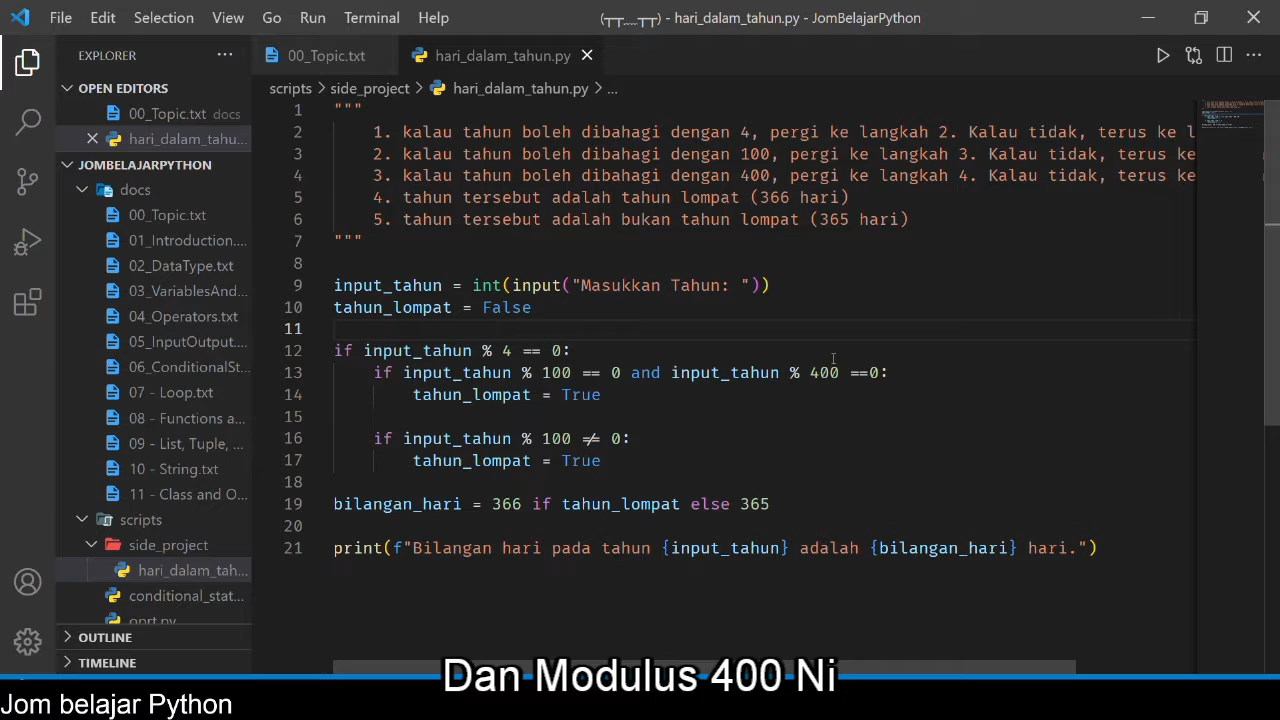 File Edit Selection View Go Run Terminal Help (┬┬﹏┬┬) - hari_dalam_tahun.py - JomBelajarPython
EXPLORER ···
00_Topic.txt hari_dalam_tahun.py
OPEN EDITORS
00_Topic.txt docs
hari_dalam_tahu...
JOMBELAJARPYTHON
docs
00_Topic.txt
01_Introduction....
02_DataType.txt
03_VariablesAnd...
04_Operators.txt
05_InputOutput....
06_ConditionalSt...
07 - Loop.txt
08 - Functions a...
09 - List, Tuple, ...
10 - String.txt
11 - Class and O...
scripts
side_project
hari_dalam_tah...
conditional_stat...
oprt.py
OUTLINE
TIMELINE
scripts > side_project > hari_dalam_tahun.py > ...
1 """
2 1. kalau tahun boleh dibahagi dengan 4, pergi ke langkah 2. Kalau tidak, terus ke l
3 2. kalau tahun boleh dibahagi dengan 100, pergi ke langkah 3. Kalau tidak, terus ke
4 3. kalau tahun boleh dibahagi dengan 400, pergi ke langkah 4. Kalau tidak, terus ke
5 4. tahun tersebut adalah tahun lompat (366 hari)
6 5. tahun tersebut adalah bukan tahun lompat (365 hari)
7 """
8
9 input_tahun = int(input("Masukkan Tahun: "))
10 tahun_lompat = False
11
12 if input_tahun % 4 == 0:
13 if input_tahun % 100 == 0 and input_tahun % 400 ==0:
14 tahun_lompat = True
15
16 if input_tahun % 100 ≠ 0:
17 tahun_lompat = True
18
19 bilangan_hari = 366 if tahun_lompat else 365
20
21 print(f"Bilangan hari pada tahun {input_tahun} adalah {bilangan_hari} hari.")
Dan Modulus 400 Ni
Jom belajar Python